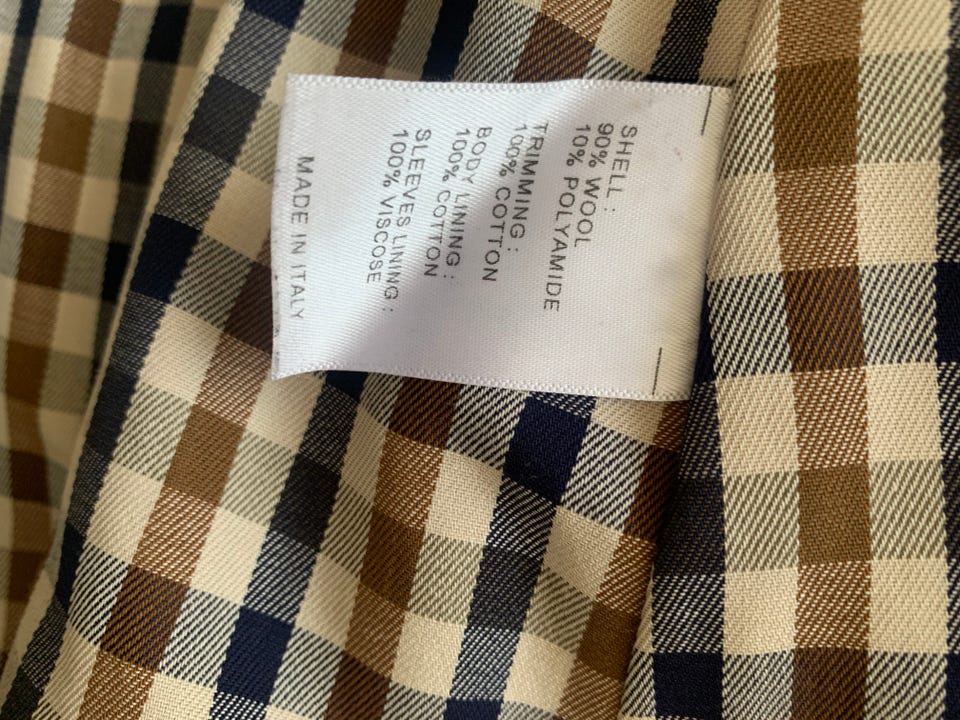 SHELL :
90% WOOL
10% POLYAMIDE
TRIMMING :
100% COTTON
BODY LINING :
100% COTTON
SLEEVES LINING :
100% VISCOSE
MADE IN ITALY